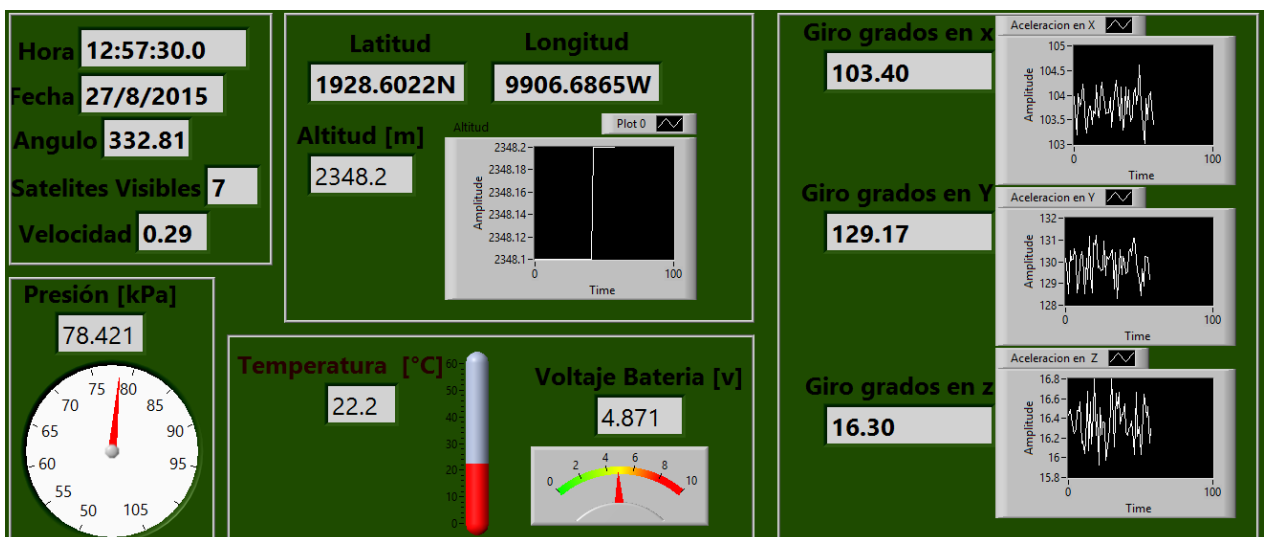 Hora 12:57:30.0
Fecha 27/8/2015
Angulo 332.81
Satelites Visibles 7
Velocidad 0.29
Latitud Longitud
1928.6022N 9906.6865W
Altitud [m]
2348.2
Altitud Plot 0
2348.2
2348.18
2348.16
2348.14
2348.12
2348.1
Amplitude
0 100
Time
Giro grados en x
103.40
Aceleracion en X
105
104.5
104
103.5
103
Amplitude
0 100
Time
Giro grados en Y
129.17
Aceleracion en Y
132
131
130
129
128
Amplitude
0 100
Time
Giro grados en z
16.30
Aceleracion en Z
16.8
16.6
16.4
16.2
16
15.8
Amplitude
0 100
Time
Presión [kPa]
78.421
50 55 60 65 70 75 80 85 90 95 105
Temperatura [°C]
22.2
60
50
40
30
20
10
0
Voltaje Bateria [v]
4.871
0 2 4 6 8 10